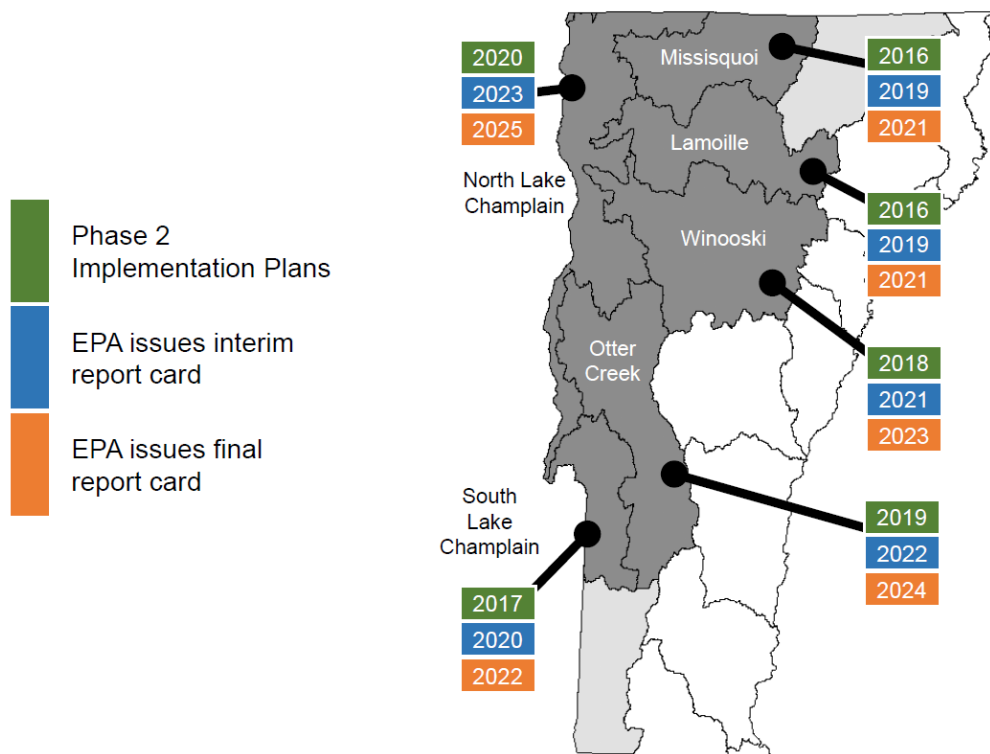 Phase 2
Implementation Plans
EPA issues interim
report card
EPA issues final
report card
2020
2023
2025
North Lake
Champlain
Missisquoi
2016
2019
2021
Lamoille
2016
2019
2021
Winooski
2018
2021
2023
Otter
Creek
2019
2022
2024
South
Lake
Champlain
2017
2020
2022